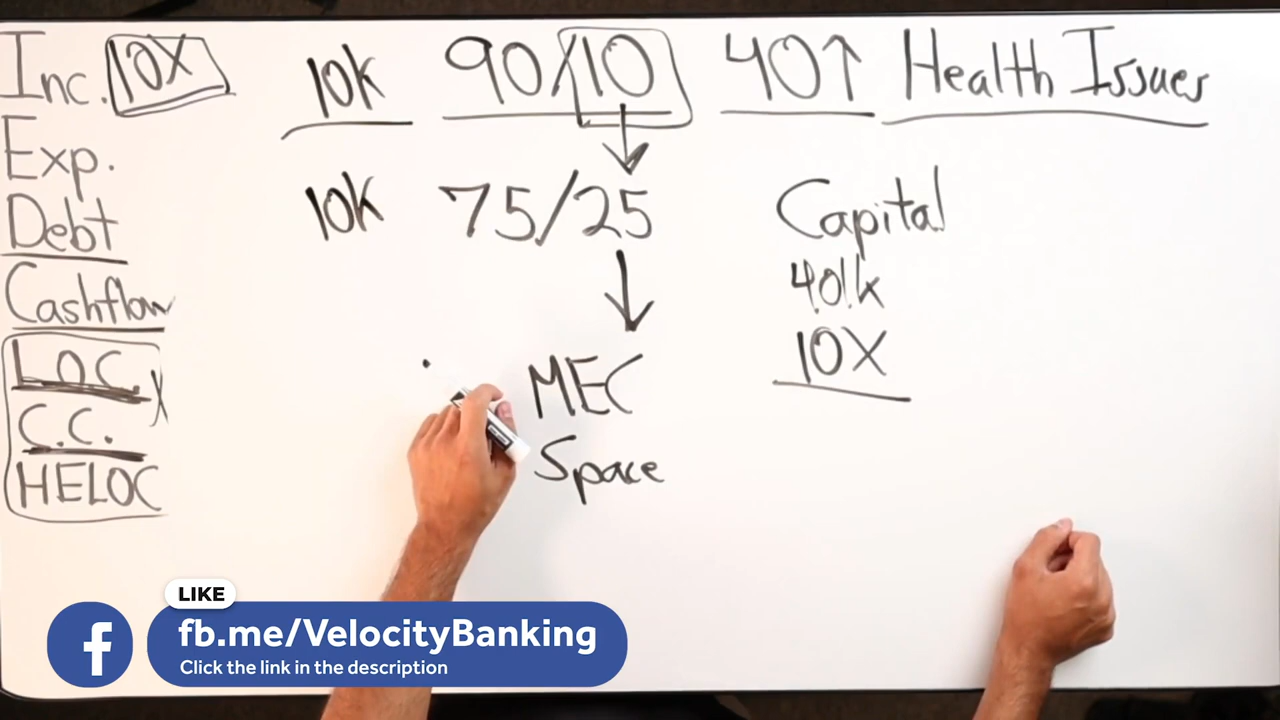 Inc. 10X
Exp.
Debt
Cashflow
LOC
C.C.
HELOC
10k 90/10 40↑ Health Issues
10k 75/25
MEC
Space
Capital
401k
10X
LIKE
fb.me/VelocityBanking
Click the link in the description